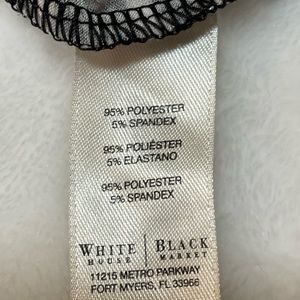 95% POLYESTER
5% SPANDEX
95% POLIÉSTER
5% ELASTANO
95% POLYESTER
5% SPANDEX
WHITE | BLACK
HOUSE | MARKET
11215 METRO PARKWAY
FORT MYERS, FL 33966